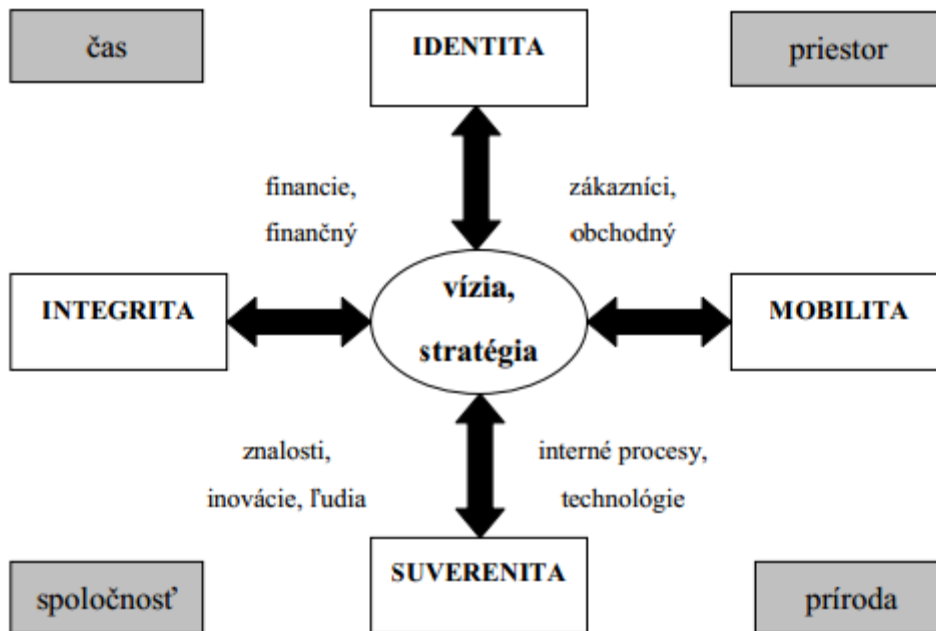 čas
IDENTITA
priestor
financie,
finančný
zákazníci,
obchodný
INTEGRITA
vízia,
stratégia
MOBILITA
znalosti,
inovácie, ľudia
interné procesy,
technológie
spoločnosť
SUVERENITA
príroda